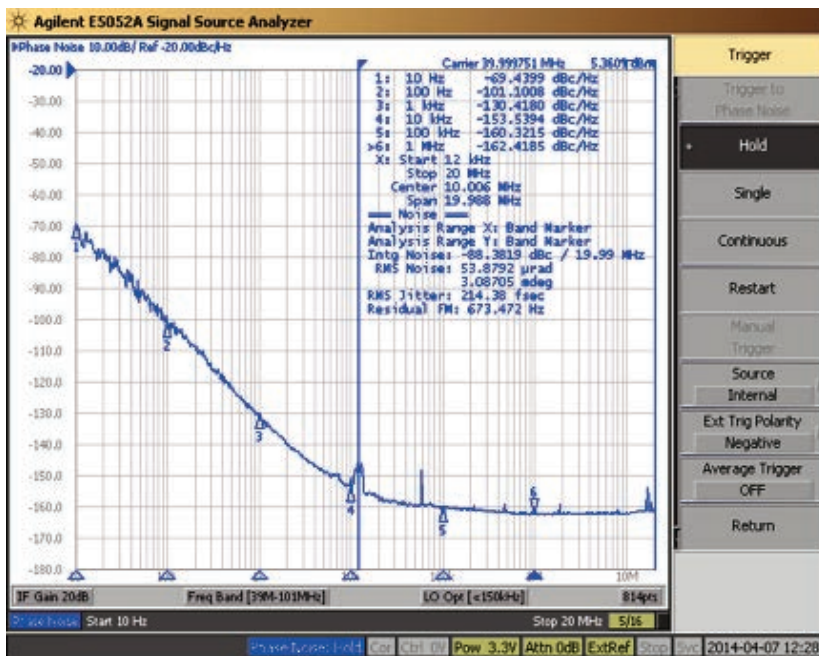 Agilent E5052A Signal Source Analyzer
Phase Noise 10.00dB/ Ref -20.00dBc/Hz
Carrier 39.999751 MHz
1: 10 Hz -69.4399 dBc/Hz
2: 100 Hz -101.1008 dBc/Hz
3: 1 kHz -130.4180 dBc/Hz
4: 10 kHz -153.5394 dBc/Hz
5: 100 kHz -160.3215 dBc/Hz
>6: 1 MHz -162.4185 dBc/Hz
X: Start 12 kHz
Stop 20 MHz
Center 10.006 MHz
Span 19.988 MHz
Noise
Analysis Range X: Band Marker
Analysis Range Y: Band Marker
Intg Noise: -88.3819 dBc / 19.99 MHz
RMS Noise: 53.8792 µrad
3.08705 mdeg
RMS Jitter: 214.38 fsec
Residual FM: 673.472 Hz
-20.00
-30.00
-40.00
-50.00
-60.00
-70.00
-80.00
-90.00
-100.0
-110.0
-120.0
-130.0
-140.0
-150.0
-160.0
-170.0
-180.0
1
2
3
4
5
6
10M
IF Gain 20dB
Freq Band [39M-101MHz]
LO Opt [<150kHz]
814pts
Phase Noise Start 10 Hz
Stop 20 MHz 5/16
Phase Noise: Hold Cor Ctrl 0V Pow 3.3V Attn 0dB ExtRef Stop Svc 2014-04-07 12:28
Trigger
Trigger to
Phase Noise
Hold
Single
Continuous
Restart
Manual
Trigger
Source
Internal
Ext Trig Polarity
Negative
Average Trigger
OFF
Return